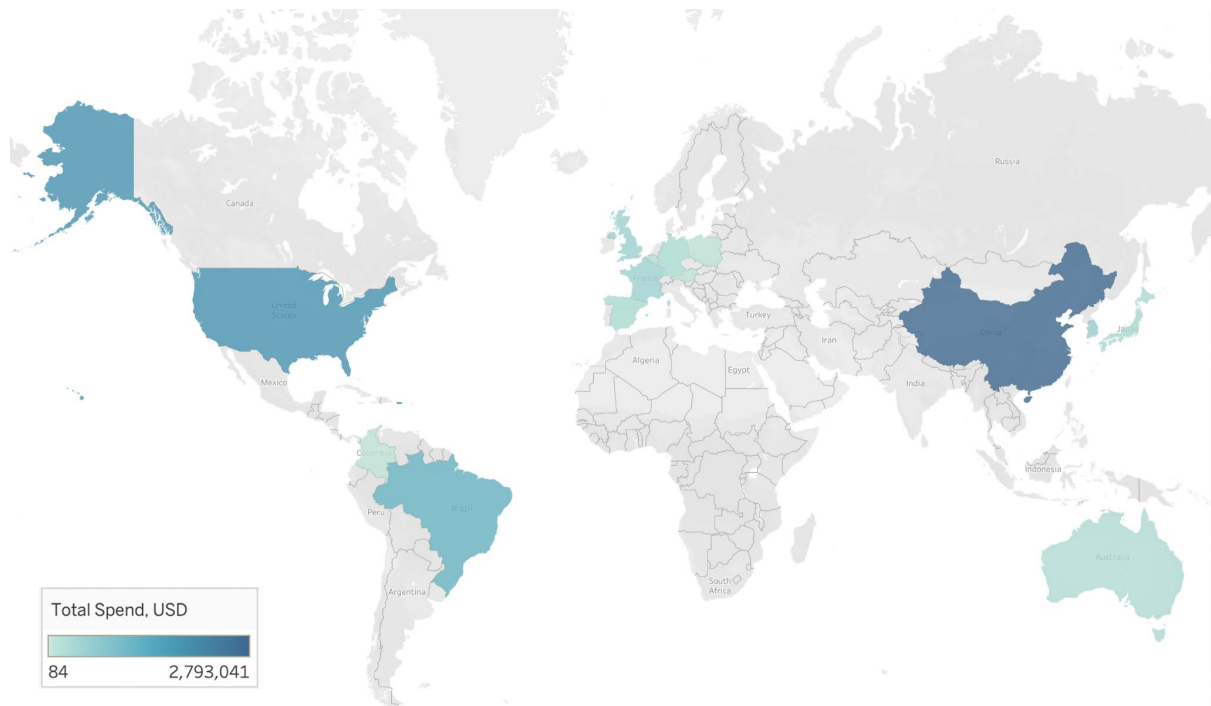 Russia
Canada
France
United
States
Turkey
China
Japan
Iran
Algeria
Egypt
India
Mexico
Colombia
Indonesia
Brazil
Peru
Australia
South
Africa
Argentina
Total Spend, USD
84
2,793,041